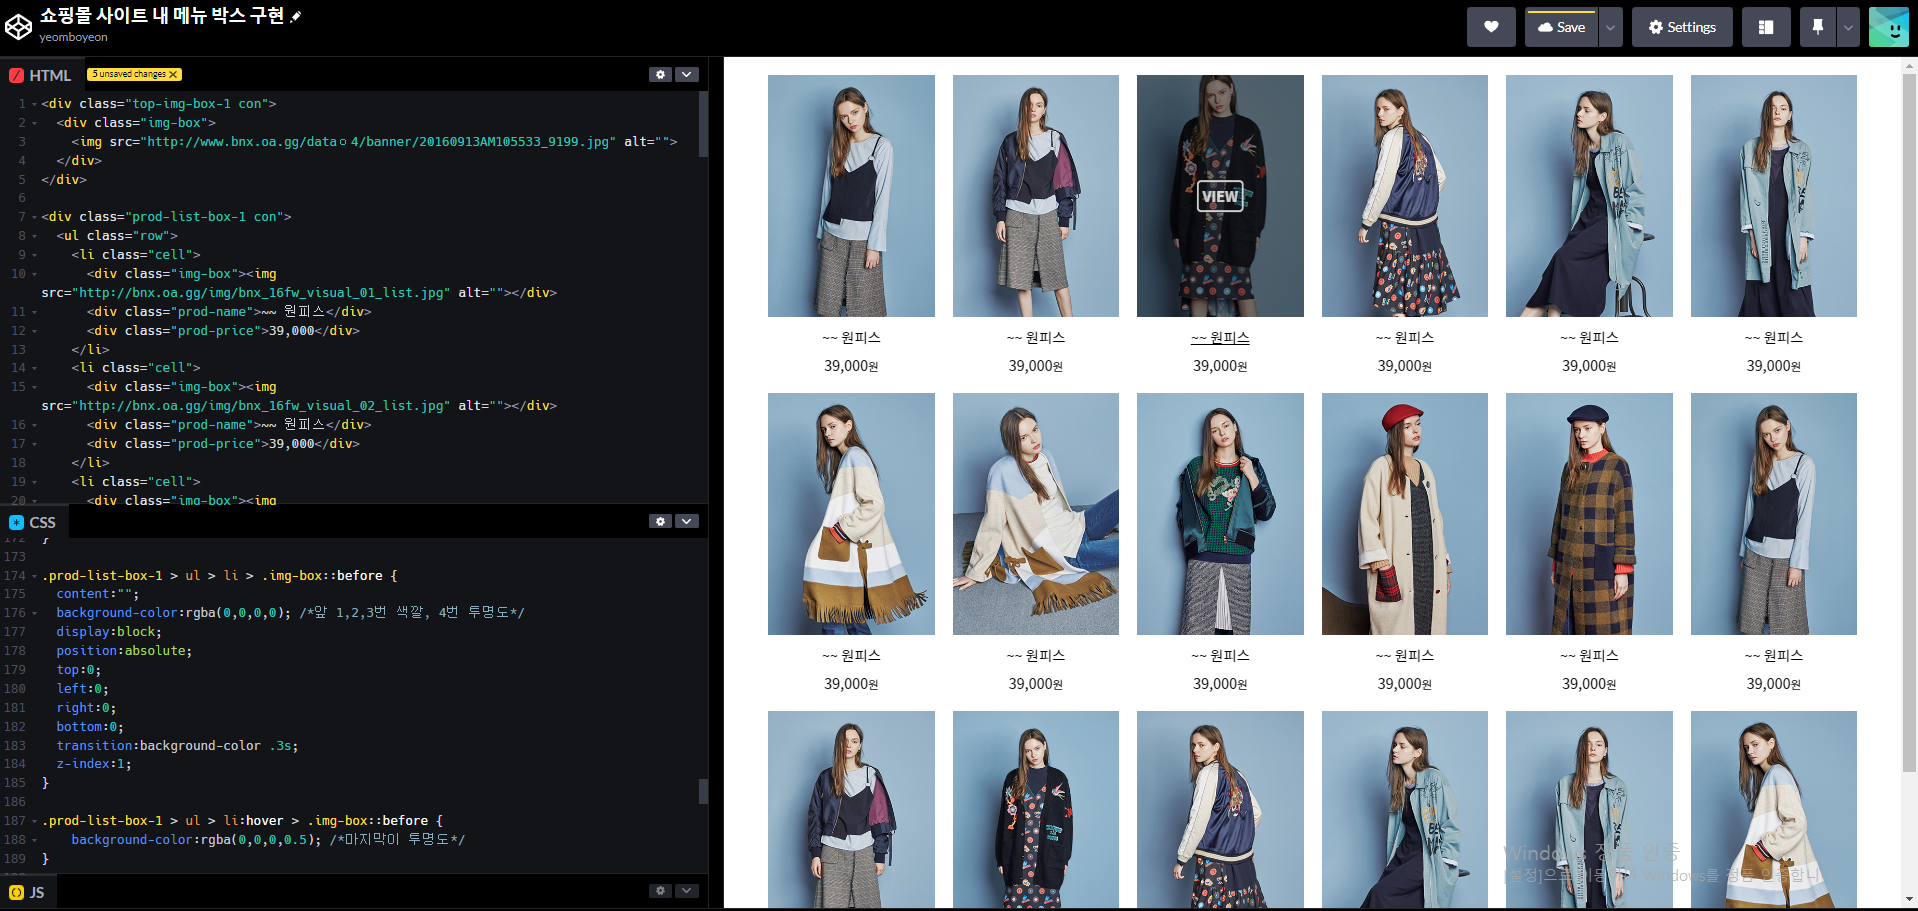 쇼핑몰 사이트 내 메뉴 박스 구현
yeomboyeon
Save
Settings
HTML
5 unsaved changes X
1 <div class="top-img-box-1 con">
2 <div class="img-box">
3 <img src="http://www.bnx.oa.gg/data○4/banner/20160913AM105533_9199.jpg" alt="">
4 </div>
5 </div>
6
7 <div class="prod-list-box-1 con">
8 <ul class="row">
9 <li class="cell">
10 <div class="img-box"><img
src="http://bnx.oa.gg/img/bnx_16fw_visual_01_list.jpg" alt=""></div>
11 <div class="prod-name">~~ 원피스</div>
12 <div class="prod-price">39,000</div>
13 </li>
14 <li class="cell">
15 <div class="img-box"><img
src="http://bnx.oa.gg/img/bnx_16fw_visual_02_list.jpg" alt=""></div>
16 <div class="prod-name">~~ 원피스</div>
17 <div class="prod-price">39,000</div>
18 </li>
19 <li class="cell">
20 <div class="img-box"><img
CSS
172 }
173
174 .prod-list-box-1 > ul > li > .img-box::before {
175 content:"";
176 background-color:rgba(0,0,0,0); /*앞 1,2,3번 색깔, 4번 투명도*/
177 display:block;
178 position:absolute;
179 top:0;
180 left:0;
181 right:0;
182 bottom:0;
183 transition:background-color .3s;
184 z-index:1;
185 }
186
187 .prod-list-box-1 > ul > li:hover > .img-box::before {
188 background-color:rgba(0,0,0,0.5); /*마지막이 투명도*/
189 }
JS
VIEW
~~ 원피스 ~~ 원피스 ~~ 원피스 ~~ 원피스 ~~ 원피스 ~~ 원피스
39,000원 39,000원 39,000원 39,000원 39,000원 39,000원
~~ 원피스 ~~ 원피스 ~~ 원피스 ~~ 원피스 ~~ 원피스 ~~ 원피스
39,000원 39,000원 39,000원 39,000원 39,000원 39,000원
Windows 정품 인증
[설정]으로 이동하여 Windows를 정품 인증합니